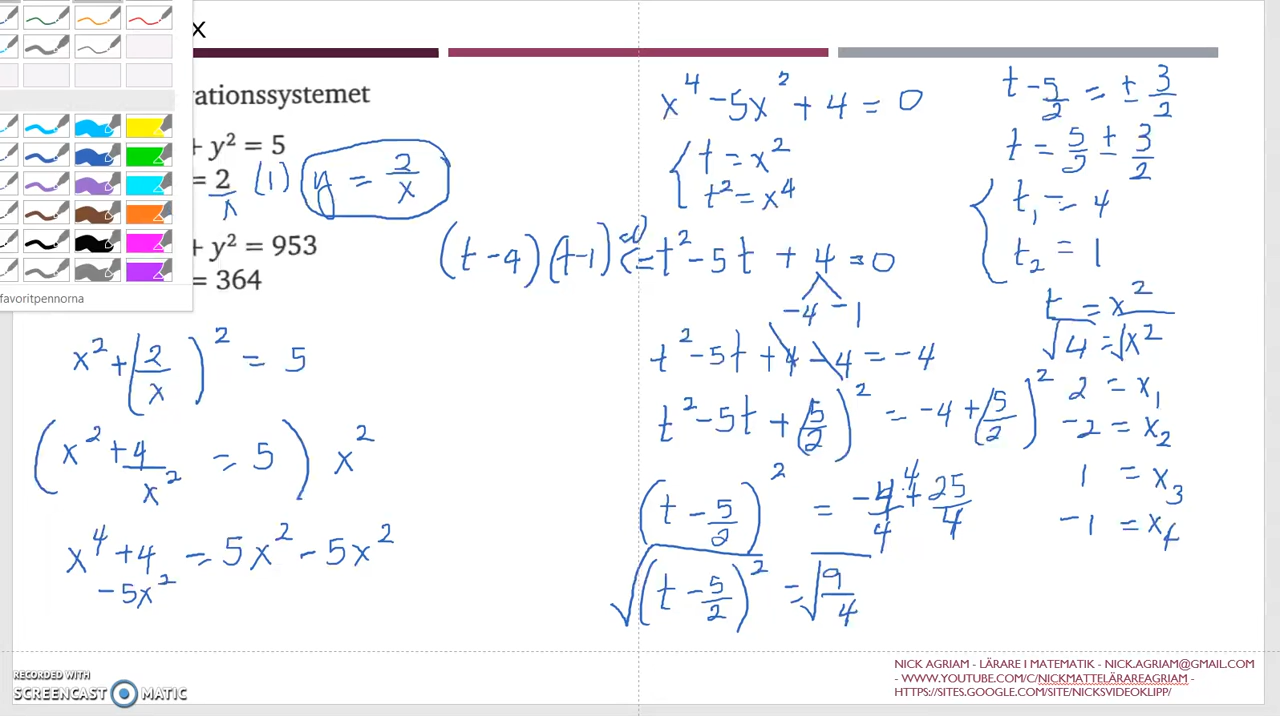 x
ationssystemet
+ y² = 5
= 2/x (1) y = 2/x
+ y² = 953
= 364
favoritpennorna
x² + (2/x)² = 5
(x² + 4/x² = 5) x²
x⁴ + 4 = 5x² - 5x²
- 5x²
x⁴ - 5x² + 4 = 0
t = x²
t² = x⁴
(t-4)(t-1) <= t² - 5t + 4 = 0
-4 -1
t² - 5t + 4 - 4 = -4
t² - 5t + (5/2)² = -4 + (5/2)²
(t - 5/2)² = -4·4/4 + 25/4
√(t - 5/2)² = √9/4
t - 5/2 = ± 3/2
t = 5/2 ± 3/2
t₁ = 4
t₂ = 1
t = x²
√4 = √x²
2 = x₁
-2 = x₂
1 = x₃
-1 = x₄
RECORDED WITH
SCREENCAST MATIC
NICK AGRIAM - LÄRARE I MATEMATIK - NICK.AGRIAM@GMAIL.COM
- WWW.YOUTUBE.COM/C/NICKMATTELÄRAREAGRIAM -
HTTPS://SITES.GOOGLE.COM/SITE/NICKSVIDEOKLIPP/